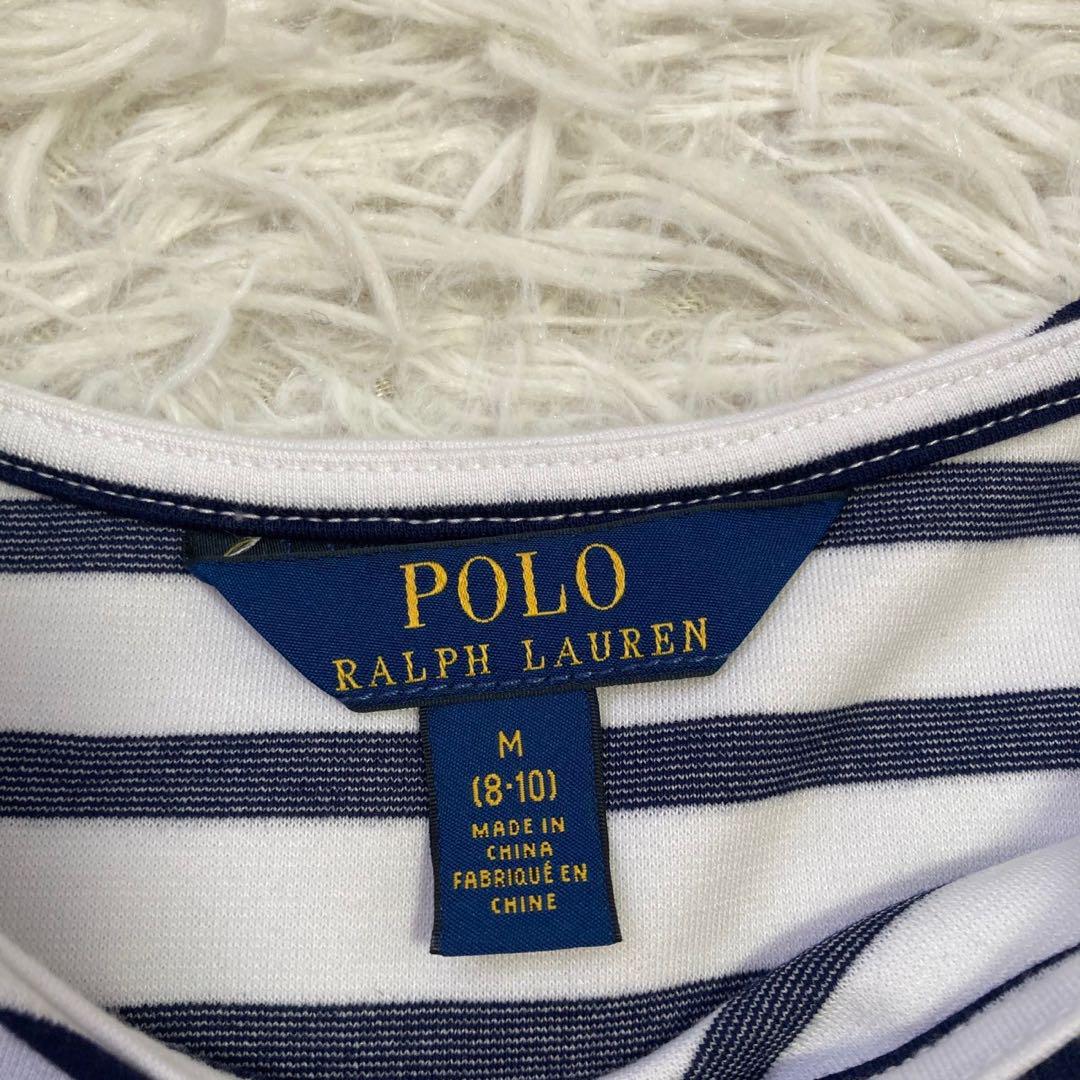 POLO
RALPH LAUREN
M
(8-10)
MADE IN
CHINA
FABRIQUÉ EN
CHINE